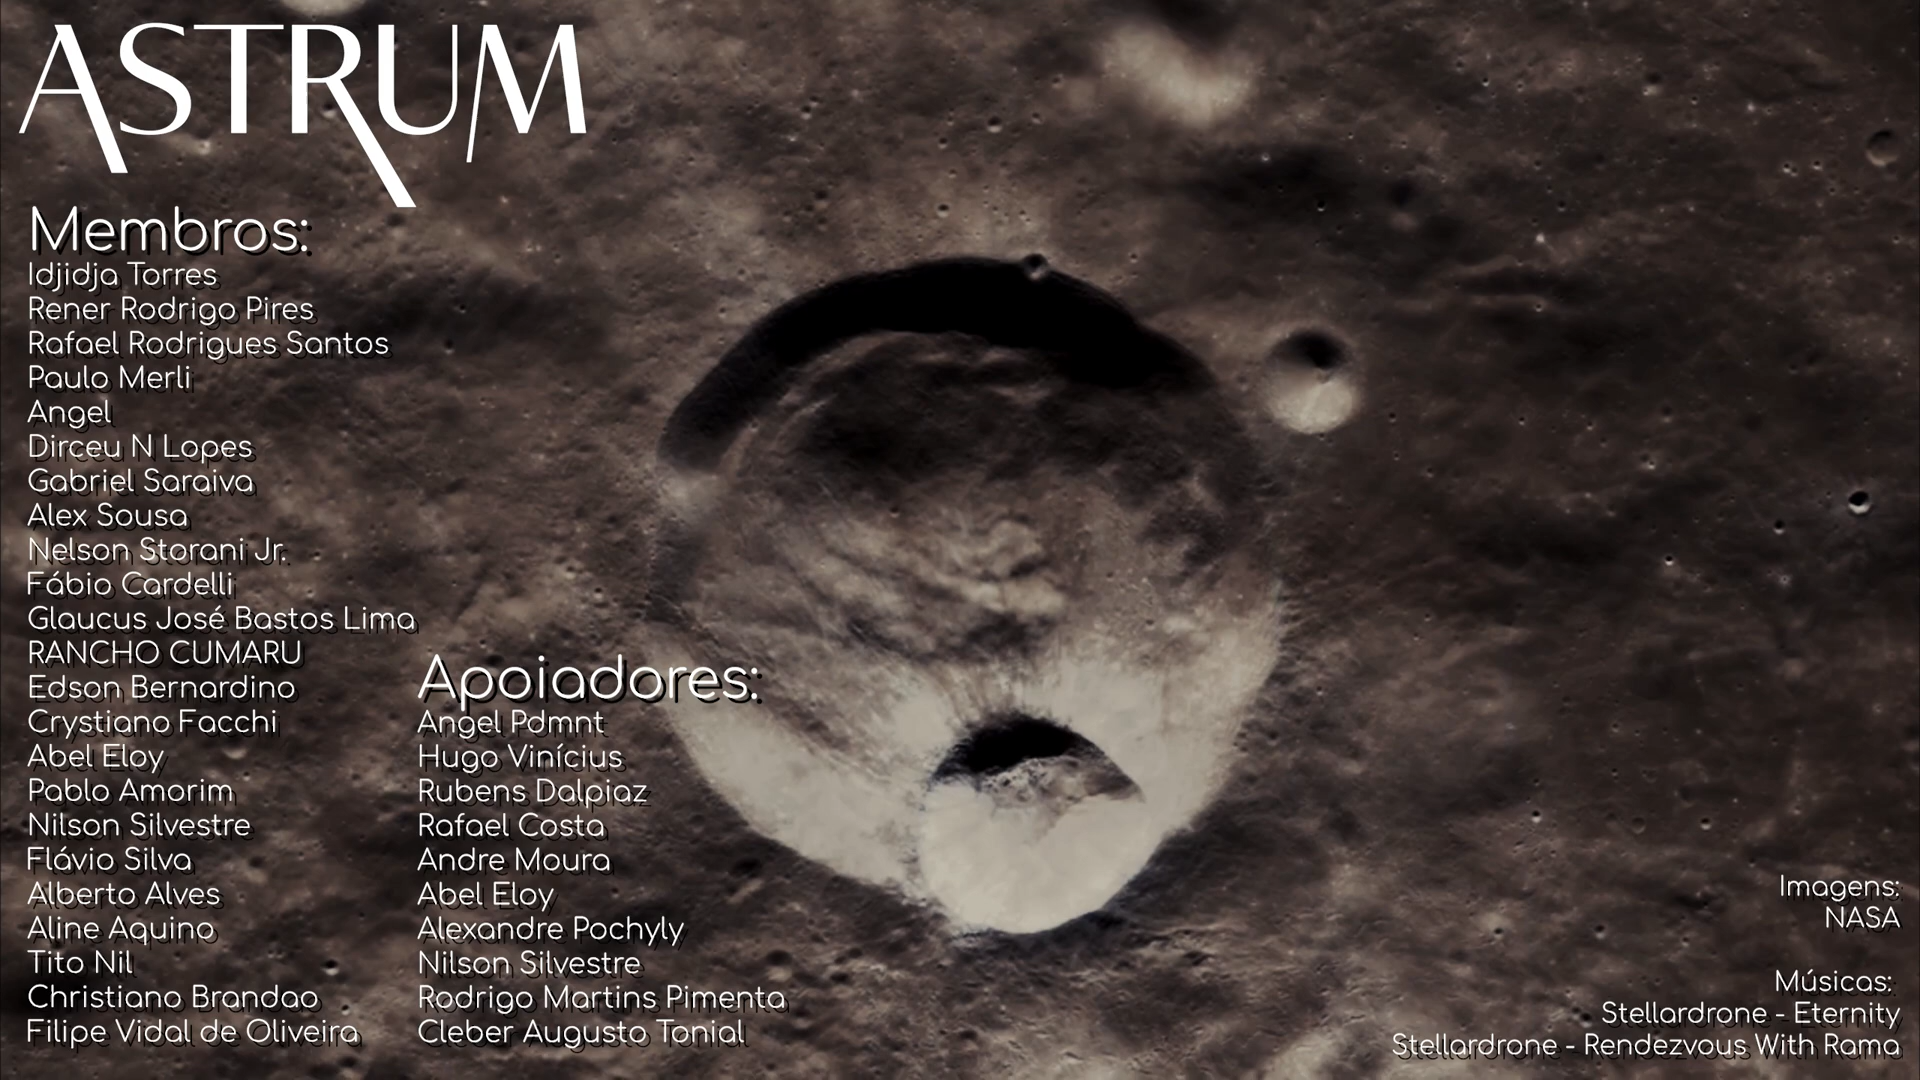 ASTRUM
Membros:
Idjidja Torres
Rener Rodrigo Pires
Rafael Rodrigues Santos
Paulo Merli
Angel
Dirceu N Lopes
Gabriel Saraiva
Alex Sousa
Nelson Storani Jr.
Fábio Cardelli
Glaucus José Bastos Lima
RANCHO CUMARU
Edson Bernardino
Crystiano Facchi
Abel Eloy
Pablo Amorim
Nilson Silvestre
Flávio Silva
Alberto Alves
Aline Aquino
Tito Nil
Christiano Brandao
Filipe Vidal de Oliveira
Apoiadores:
Angel Pdmnt
Hugo Vinícius
Rubens Dalpiaz
Rafael Costa
Andre Moura
Abel Eloy
Alexandre Pochyly
Nilson Silvestre
Rodrigo Martins Pimenta
Cleber Augusto Tonial
Imagens:
NASA
Músicas:
Stellardrone - Eternity
Stellardrone - Rendezvous With Rama